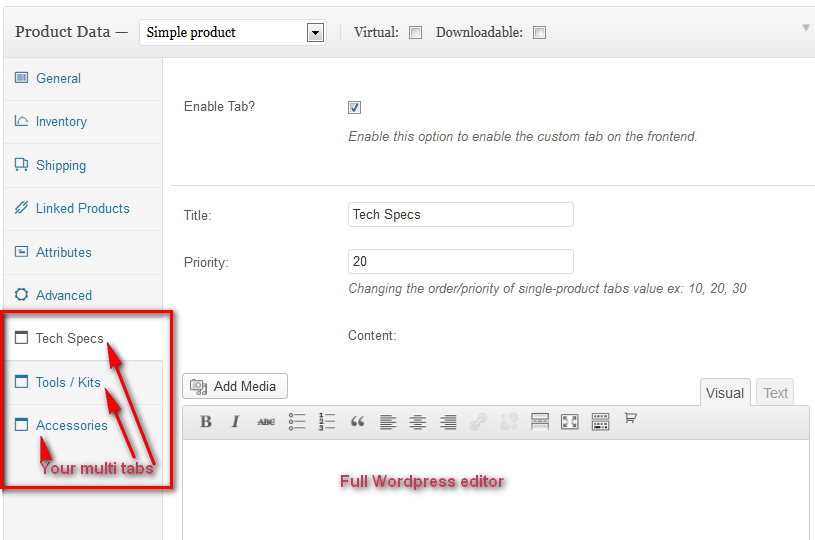 Product Data — Simple product Virtual: Downloadable:
General
Inventory
Shipping
Linked Products
Attributes
Advanced
Tech Specs
Tools / Kits
Accessories
Your multi tabs
Enable Tab?
Enable this option to enable the custom tab on the frontend.
Title: Tech Specs
Priority: 20
Changing the order/priority of single-product tabs value ex: 10, 20, 30
Content:
Add Media Visual Text
B I ABC
Full Wordpress editor